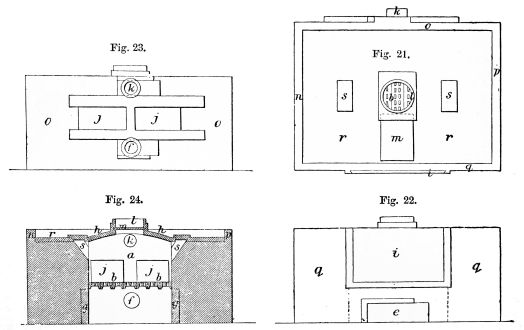 Fig. 23.
k
o
j
j
o
f
k
o
Fig. 21.
n
p
s
s
r
m
r
i
q
Fig. 24.
l
m
n
r
h
h
p
k
s
s
a
j
b
j
b
f
g
g
Fig. 22.
q
i
q
e